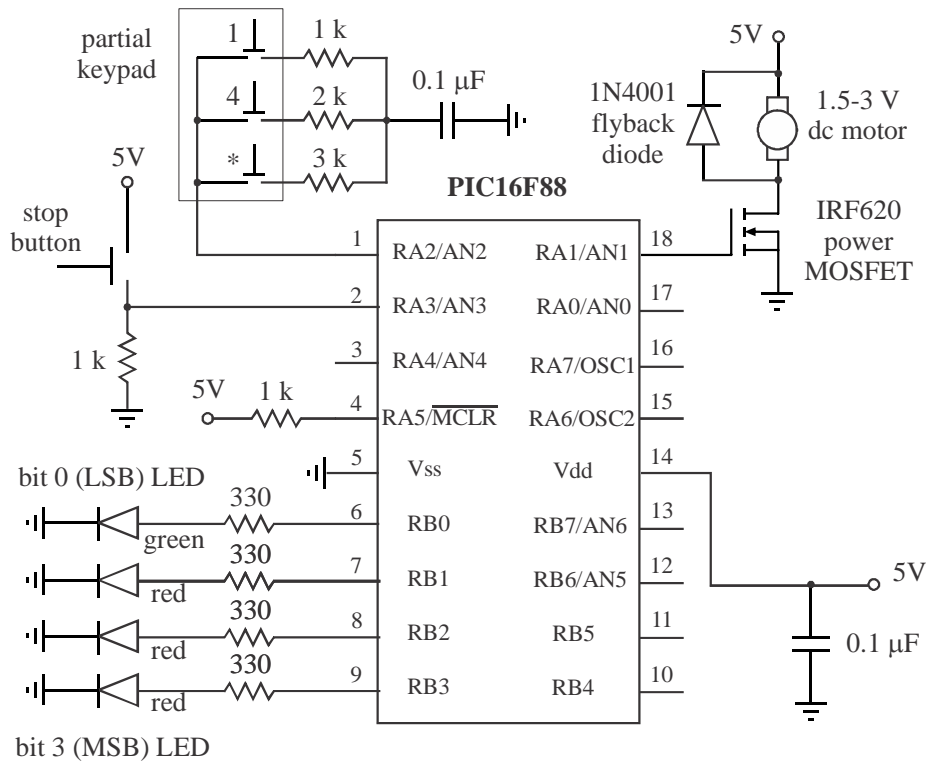 partial
keypad
1
1 k
4
2 k
*
3 k
0.1 μF
5V
1N4001
flyback
diode
1.5-3 V
dc motor
IRF620
power
MOSFET
5V
stop
button
1 k
5V
1 k
PIC16F88
1
RA2/AN2
2
RA3/AN3
3
RA4/AN4
4
RA5/MCLR
5
Vss
6
RB0
7
RB1
8
RB2
9
RB3
RA1/AN1
18
RA0/AN0
17
RA7/OSC1
16
RA6/OSC2
15
Vdd
14
RB7/AN6
13
RB6/AN5
12
RB5
11
RB4
10
5V
0.1 μF
bit 0 (LSB) LED
330
green
330
red
330
red
330
red
bit 3 (MSB) LED